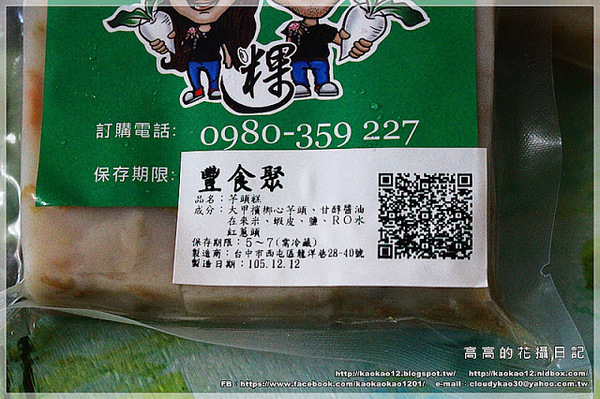 粿
訂購電話: 0980-359 227
保存期限:
豐食聚
品名：芋頭糕
成分：大甲檳榔心芋頭、甘醇醬油
在來米、蝦皮、鹽、RO水
紅蔥頭
保存期限：5～7(需冷藏)
製造商：台中市西屯區龍洋巷28-40號
製造日期：105.12.12
高高的花攝日記
http://kaokao12.blogspot.tw/ http://kaokao12.nidbox.com/
FB：https://www.facebook.com/kaokaokao1201/ e-mail：cloudykao30@yahoo.com.tw